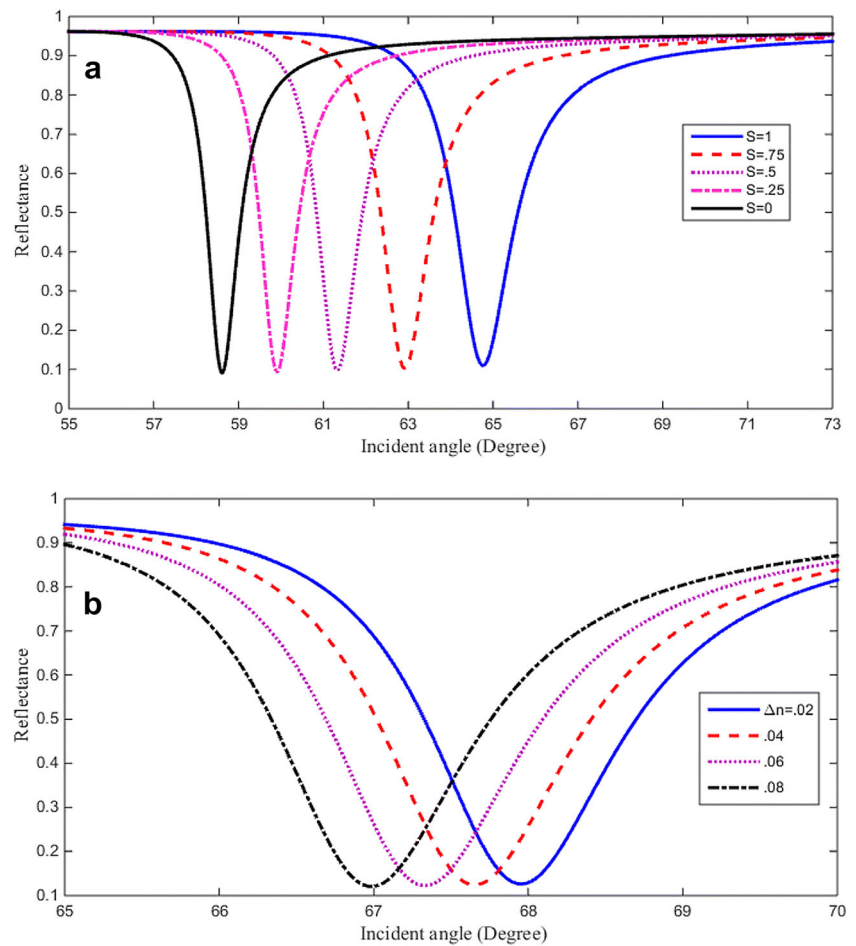 a
1
0.9
0.8
0.7
0.6
0.5
0.4
0.3
0.2
0.1
0
Reflectance
S=1
S=.75
S=.5
S=.25
S=0
55 57 59 61 63 65 67 69 71 73
Incident angle (Degree)
b
1
0.9
0.8
0.7
0.6
0.5
0.4
0.3
0.2
0.1
Reflectance
Δn=.02
.04
.06
.08
65 66 67 68 69 70
Incident angle (Degree)